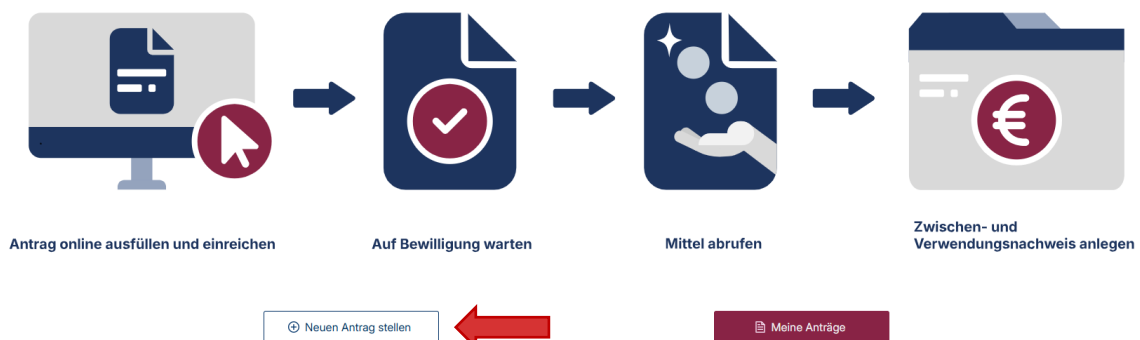 Antrag online ausfüllen und einreichen
Auf Bewilligung warten
Mittel abrufen
Zwischen- und
Verwendungsnachweis anlegen
Neuen Antrag stellen
Meine Anträge